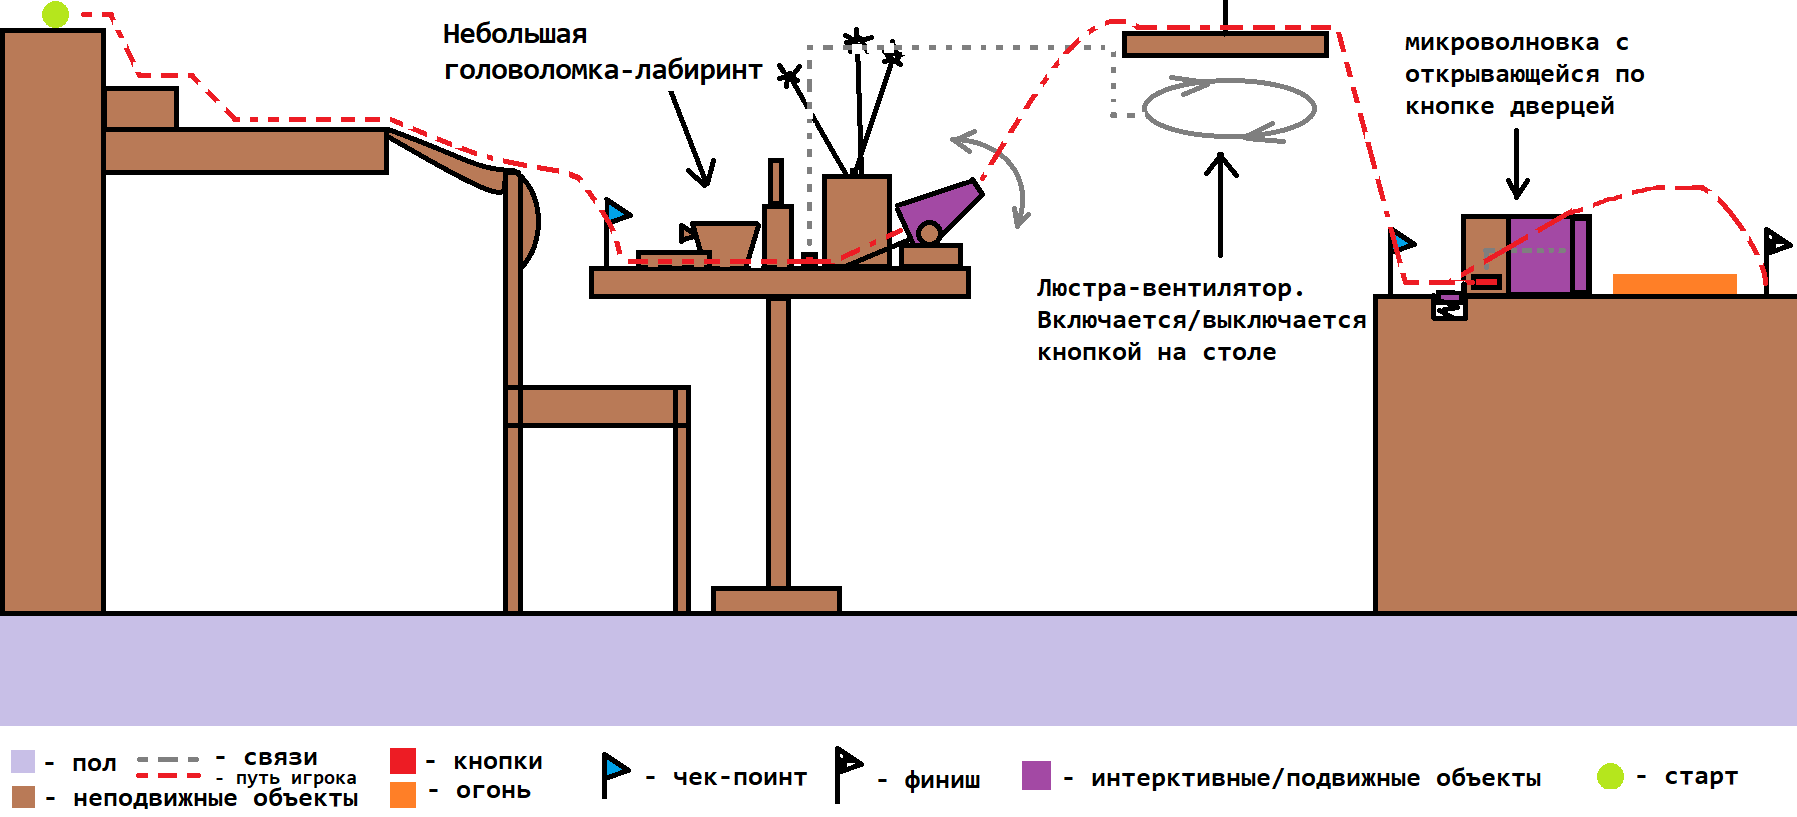 Небольшая
головоломка-лабиринт
микроволновка с
открывающейся по
кнопке дверцей
Люстра-вентилятор.
Включается/выключается
кнопкой на столе
- пол
- связи
- путь игрока
- неподвижные объекты
- кнопки
- огонь
- чек-поинт
- финиш
- интерктивные/подвижные объекты
- старт